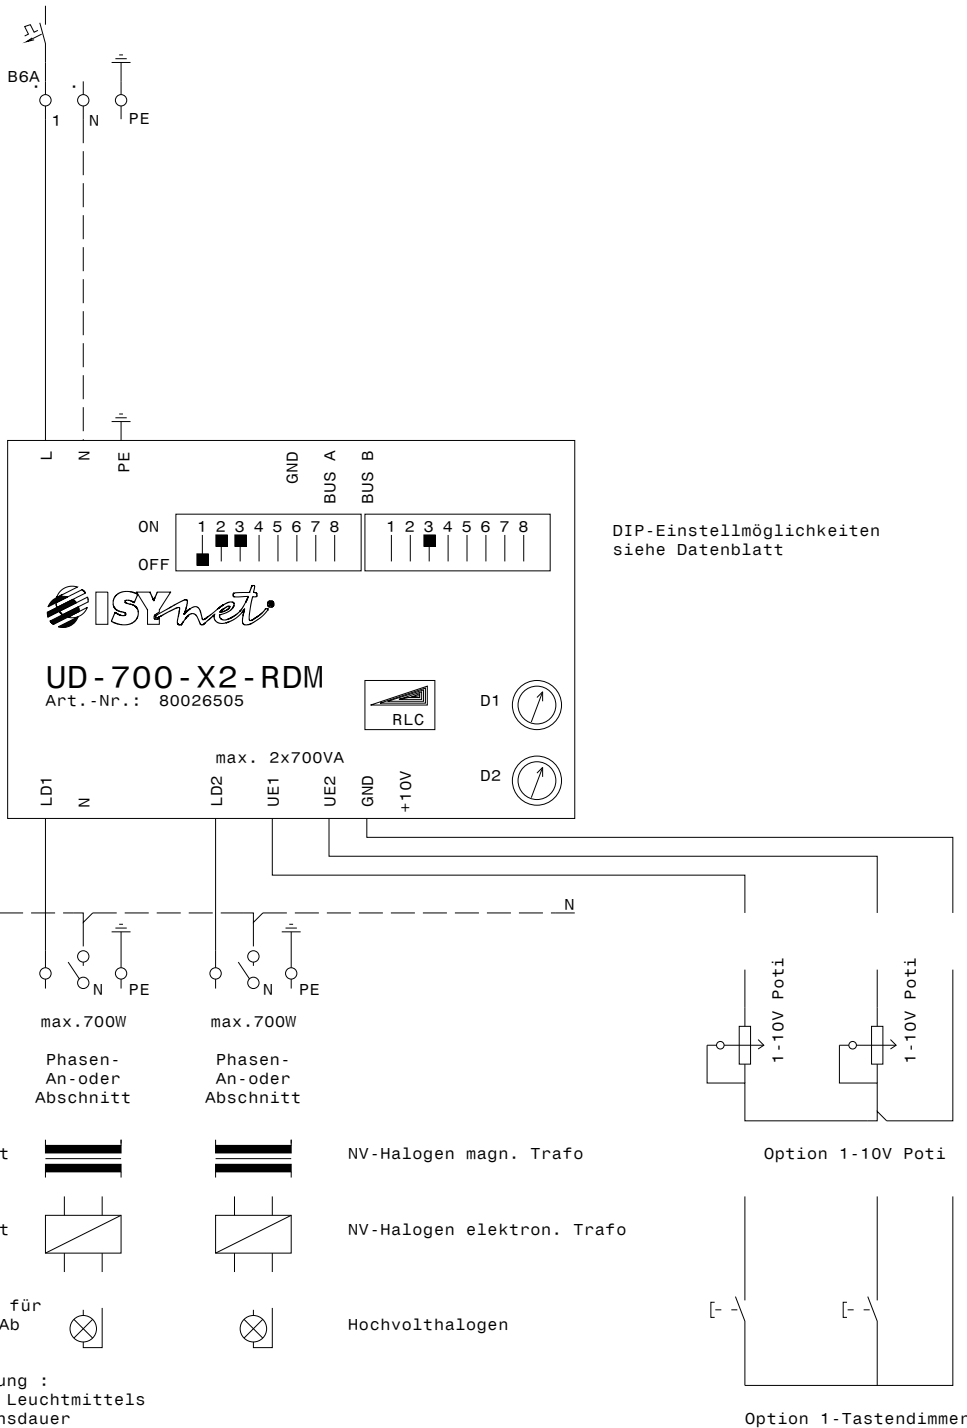 B6A
1 N PE
L N PE GND BUS A BUS B
ON 1 2 3 4 5 6 7 8 1 2 3 4 5 6 7 8
OFF
DIP-Einstellmöglichkeiten
siehe Datenblatt
ISYnet
UD-700-X2-RDM
Art.-Nr.: 80026505
RLC
D1
D2
max. 2x700VA
LD1 N LD2 UE1 UE2 GND +10V
N
N PE N PE
max.700W max.700W
Phasen- Phasen-
An-oder An-oder
Abschnitt Abschnitt
1-10V Poti 1-10V Poti
t NV-Halogen magn. Trafo Option 1-10V Poti
t NV-Halogen elektron. Trafo
für
Ab Hochvolthalogen
ung :
Leuchtmittels
nsdauer Option 1-Tastendimmer